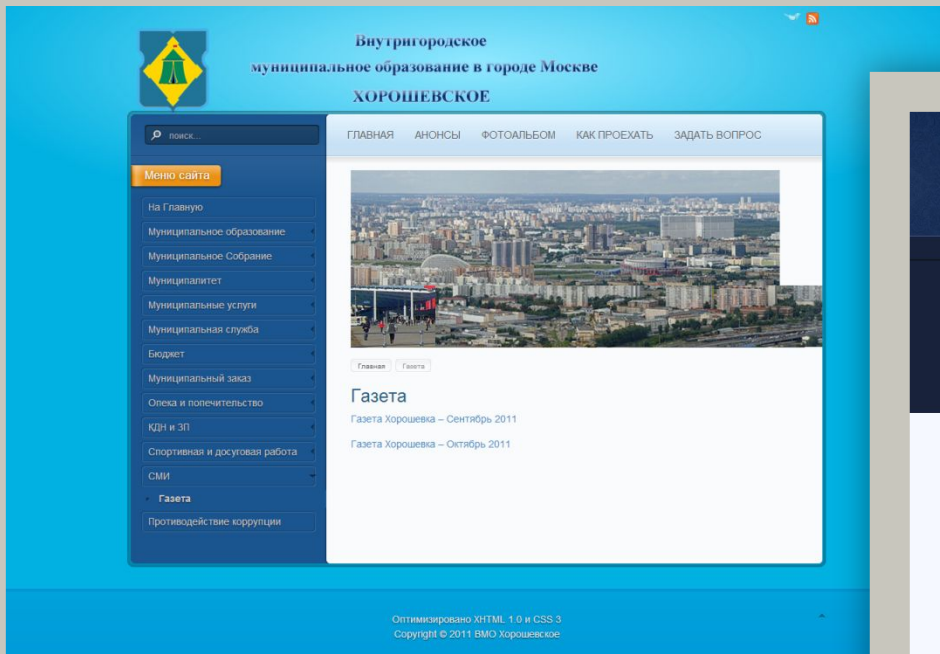 Внутригородское
муниципальное образование в городе Москве
ХОРОШЕВСКОЕ
поиск...
ГЛАВНАЯ АНОНСЫ ФОТОАЛЬБОМ КАК ПРОЕХАТЬ ЗАДАТЬ ВОПРОС
Меню сайта
На Главную
Муниципальное образование
Муниципальное Собрание
Муниципалитет
Муниципальные услуги
Муниципальная служба
Бюджет
Муниципальный заказ
Опека и попечительство
КДН и ЗП
Спортивная и досуговая работа
СМИ
Газета
Противодействие коррупции
Главная Газета
Газета
Газета Хорошевка – Сентябрь 2011
Газета Хорошевка – Октябрь 2011
Оптимизировано XHTML 1.0 и CSS 3
Copyright © 2011 ВМО Хорошевское